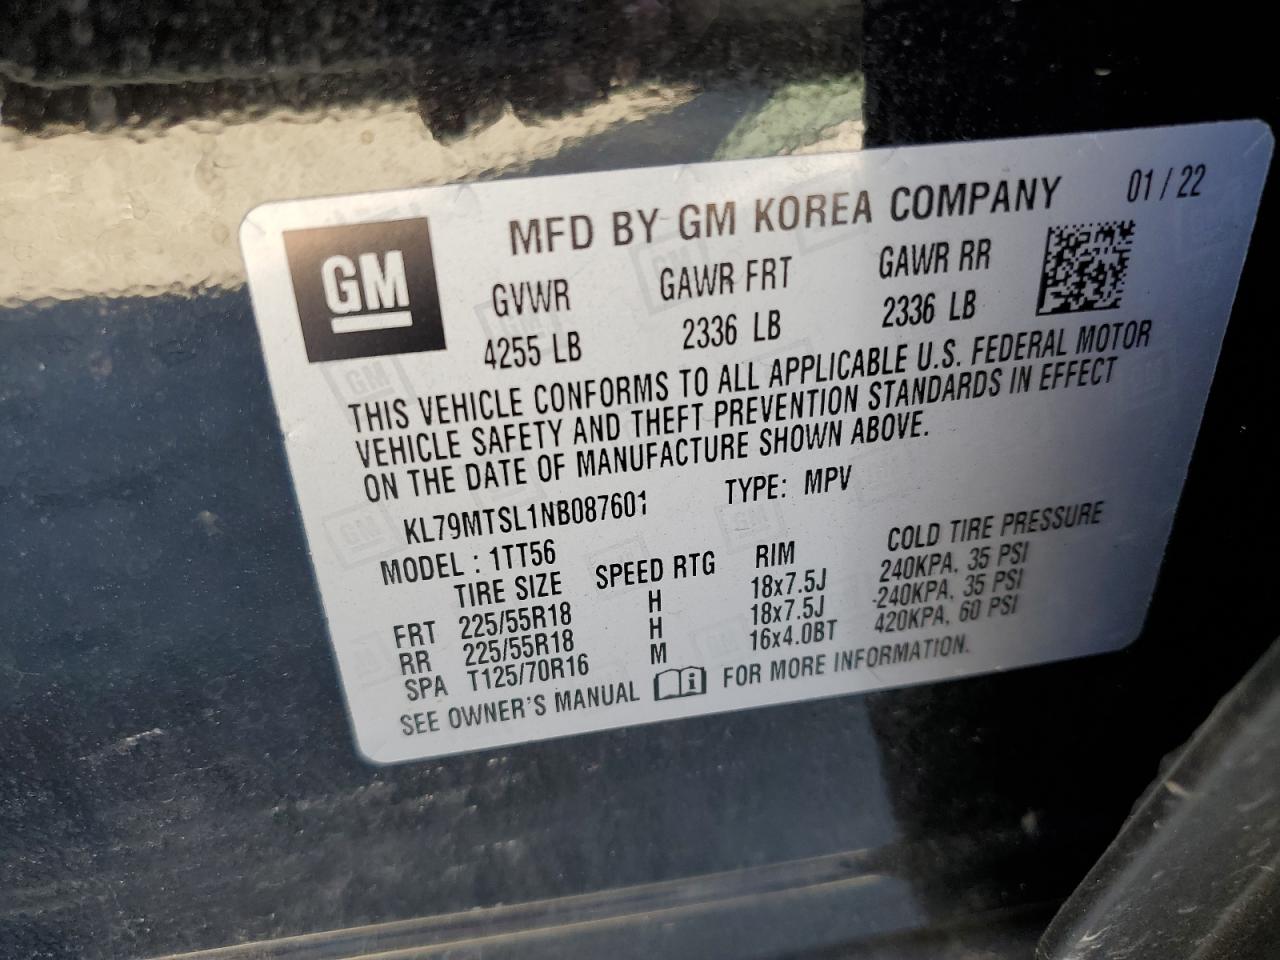 GM
MFD BY GM KOREA COMPANY 01 / 22
GVWR GAWR FRT GAWR RR
4255 LB 2336 LB 2336 LB
THIS VEHICLE CONFORMS TO ALL APPLICABLE U.S. FEDERAL MOTOR
VEHICLE SAFETY AND THEFT PREVENTION STANDARDS IN EFFECT
ON THE DATE OF MANUFACTURE SHOWN ABOVE.
KL79MTSL1NB087601 TYPE: MPV
MODEL : 1TT56
TIRE SIZE SPEED RTG RIM COLD TIRE PRESSURE
FRT 225/55R18 H 18x7.5J 240KPA, 35 PSI
RR 225/55R18 H 18x7.5J 240KPA, 35 PSI
SPA T125/70R16 M 16x4.0BT 420KPA, 60 PSI
SEE OWNER'S MANUAL FOR MORE INFORMATION.